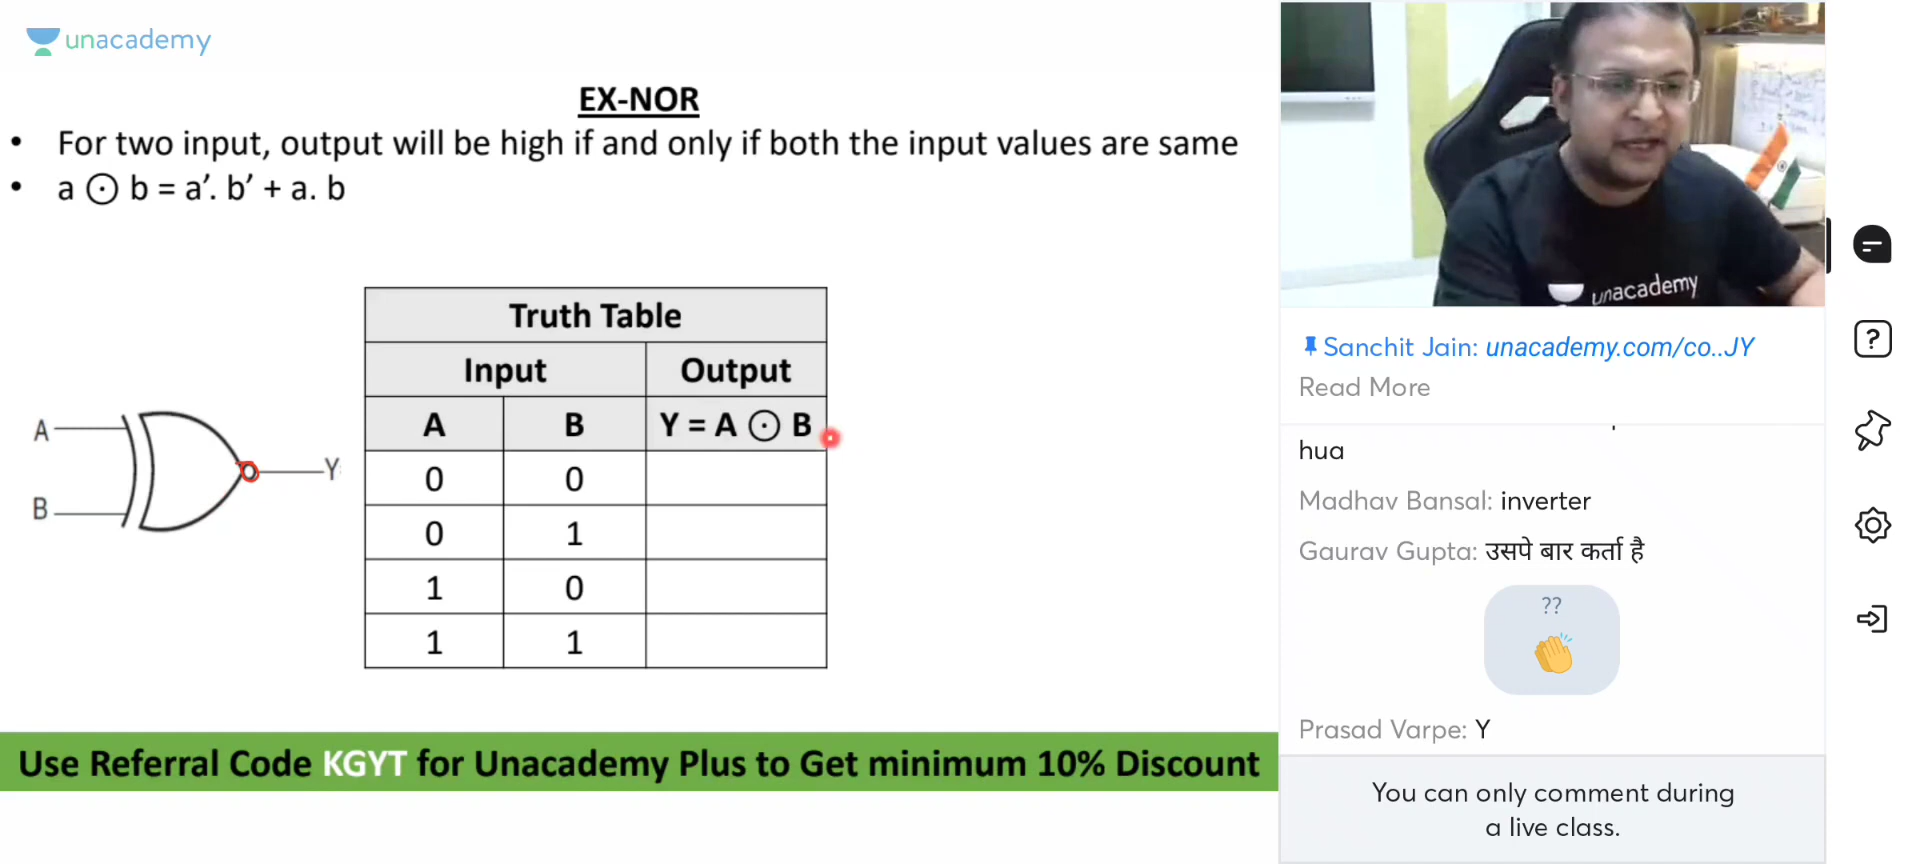 unacademy
EX-NOR
• For two input, output will be high if and only if both the input values are same
• a ⊙ b = a’. b’ + a. b
Truth Table
Input Output
A B Y = A ⊙ B
0 0
0 1
1 0
1 1
A
B
Y
Use Referral Code KGYT for Unacademy Plus to Get minimum 10% Discount
unacademy
Sanchit Jain: unacademy.com/co..JY
Read More
hua
Madhav Bansal: inverter
Gaurav Gupta: उसपे बार कर्ता है
??
Prasad Varpe: Y
You can only comment during
a live class.
?